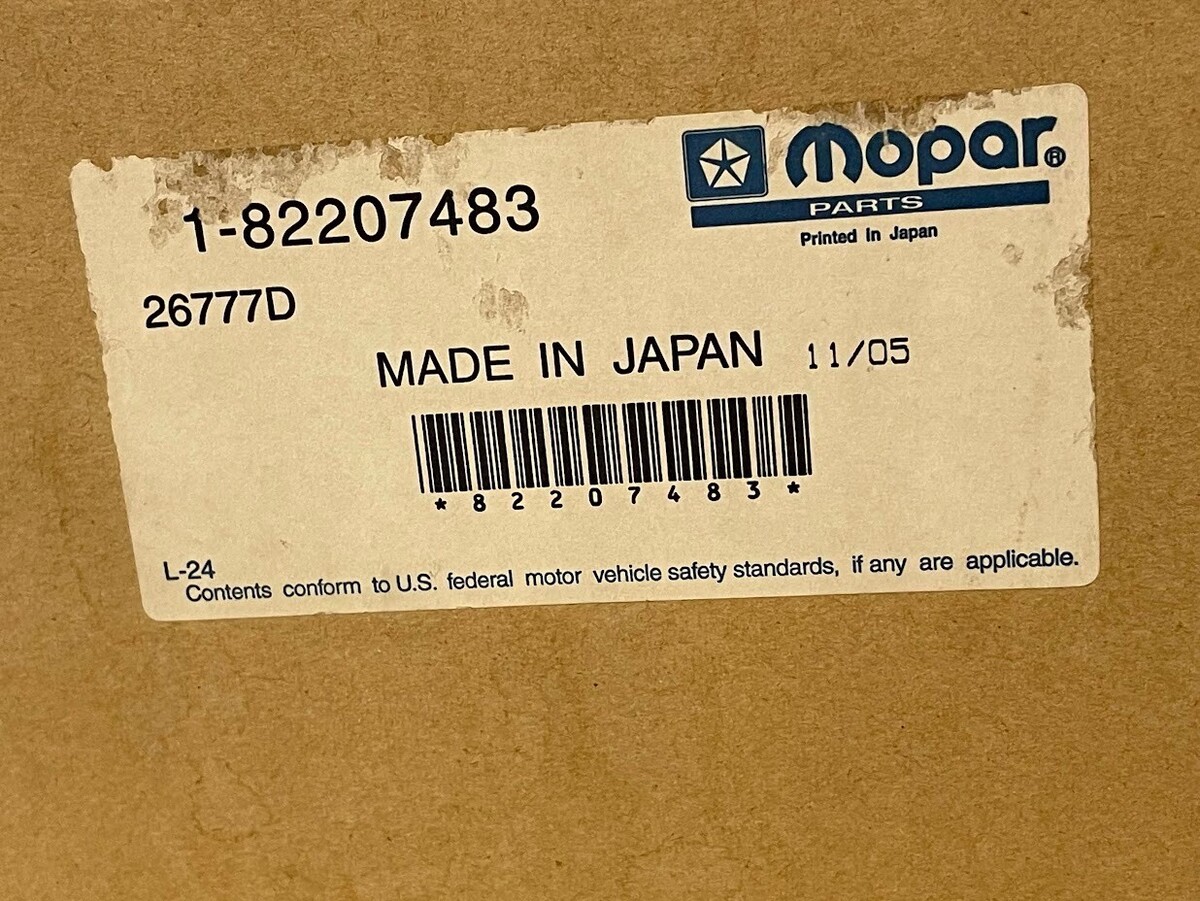 mopar®
PARTS
Printed In Japan
1-82207483
26777D
MADE IN JAPAN 11/05
*82207483*
L-24
Contents conform to U.S. federal motor vehicle safety standards, if any are applicable.